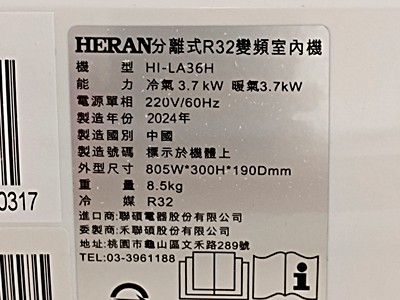 HERAN分離式R32變頻室內機
機 型 HI-LA36H
能 力 冷氣3.7kW 暖氣3.7kW
電源單相 220V/60Hz
製造年份 2024年
製造國別 中國
製造號碼 標示於機體上
外型尺寸 805W*300H*190Dmm
重 量 8.5kg
冷 媒 R32
進口商:聯碩電器股份有限公司
委製商:禾聯碩股份有限公司
地址:桃園市龜山區文禾路289號
TEL:03-3961188
0317